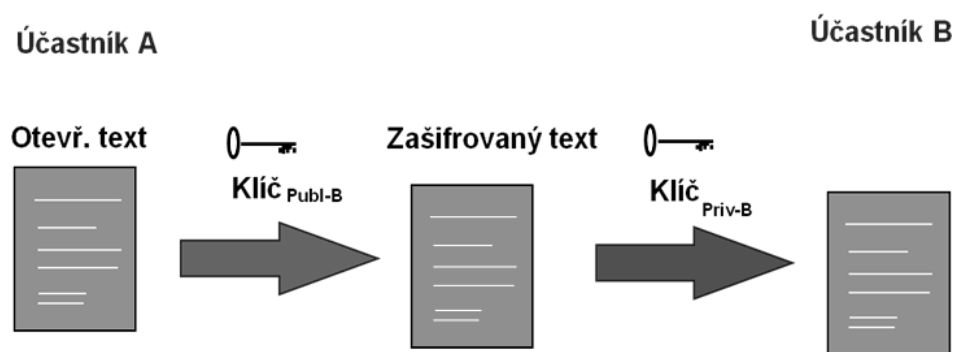 Účastník A
Účastník B
Otevř. text
Klíč Publ-B
Zašifrovaný text
Klíč Priv-B